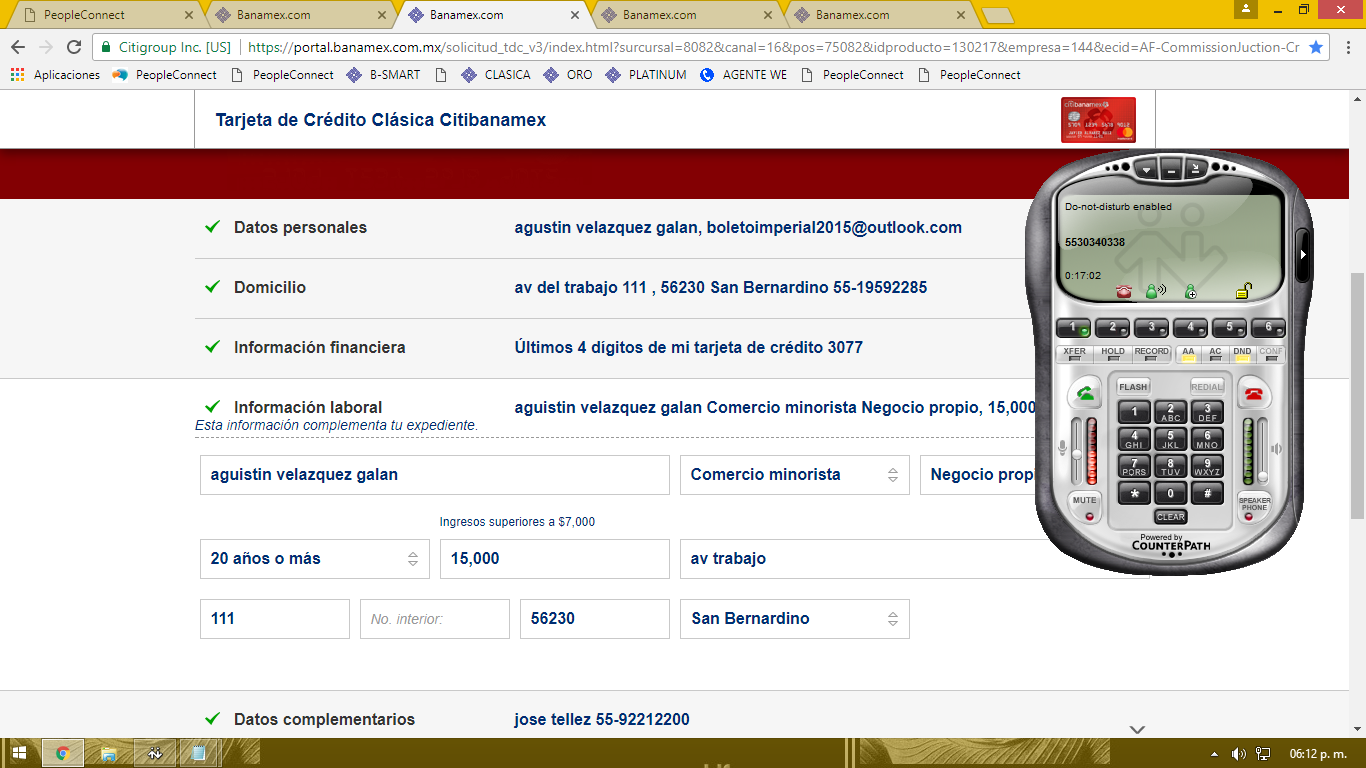 PeopleConnect
Banamex.com
Banamex.com
Banamex.com
Banamex.com
Citigroup Inc. [US] https://portal.banamex.com.mx/solicitud_tdc_v3/index.html?sucursal=8082&canal=16&pos=75082&idproducto=130217&empresa=144&ecid=AF-CommissionJuction-Cr
Aplicaciones PeopleConnect PeopleConnect B-SMART CLASICA ORO PLATINUM AGENTE WE PeopleConnect PeopleConnect
Tarjeta de Crédito Clásica Citibanamex
citibanamex
Datos personales agustin velazquez galan, boletoimperial2015@outlook.com
Domicilio av del trabajo 111 , 56230 San Bernardino 55-19592285
Información financiera Últimos 4 dígitos de mi tarjeta de crédito 3077
Información laboral aguistin velazquez galan Comercio minorista Negocio propio, 15,000
Esta información complementa tu expediente.
aguistin velazquez galan Comercio minorista Negocio prop
Ingresos superiores a $7,000
20 años o más 15,000 av trabajo
111 No. interior: 56230 San Bernardino
Datos complementarios jose tellez 55-92212200
Do-not-disturb enabled
5530340338
0:17:02
1 2 3 4 5 6
XFER HOLD RECORD AA AC DND CONF
FLASH REDIAL
1 2 ABC 3 DEF
4 GHI 5 JKL 6 MNO
7 PQRS 8 TUV 9 WXYZ
* 0 #
MUTE CLEAR SPEAKER PHONE
Powered by
COUNTERPATH
06:12 p. m.